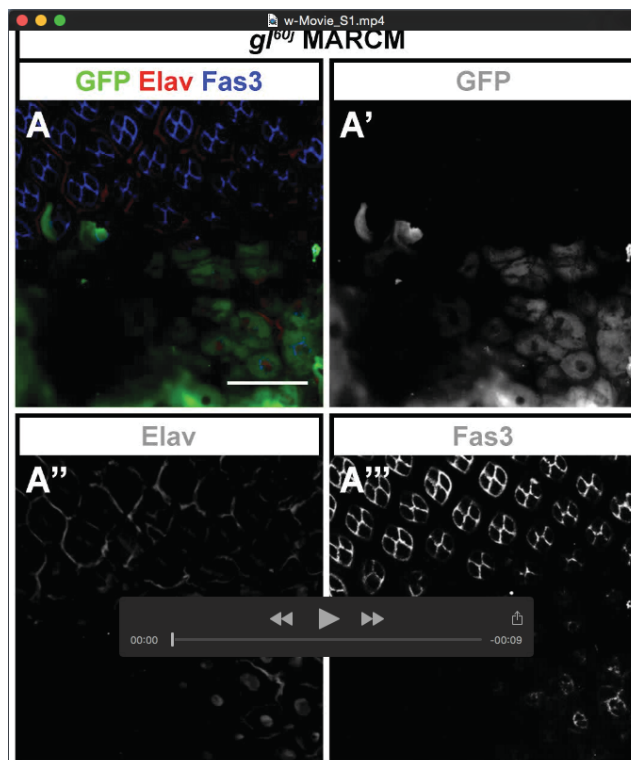 w-Movie_S1.mp4
gl60j MARCM
GFP Elav Fas3
GFP
A
A'
Elav
Fas3
A''
A'''
00:00
-00:09